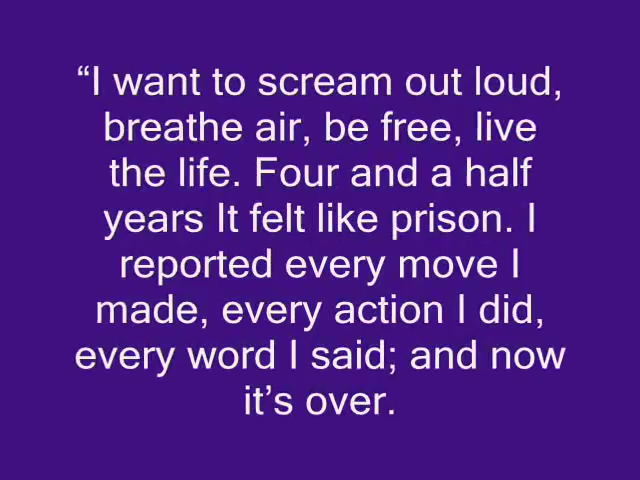 “I want to scream out loud,
breathe air, be free, live
the life. Four and a half
years It felt like prison. I
reported every move I
made, every action I did,
every word I said; and now
it’s over.